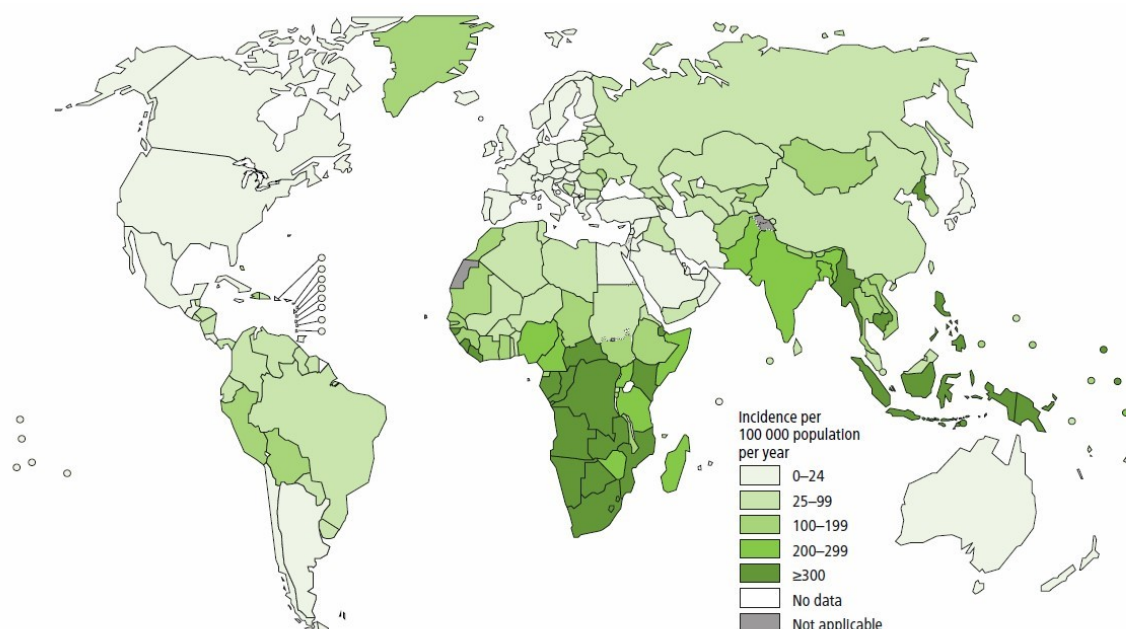 Incidence per
100 000 population
per year
0–24
25–99
100–199
200–299
≥300
No data
Not applicable